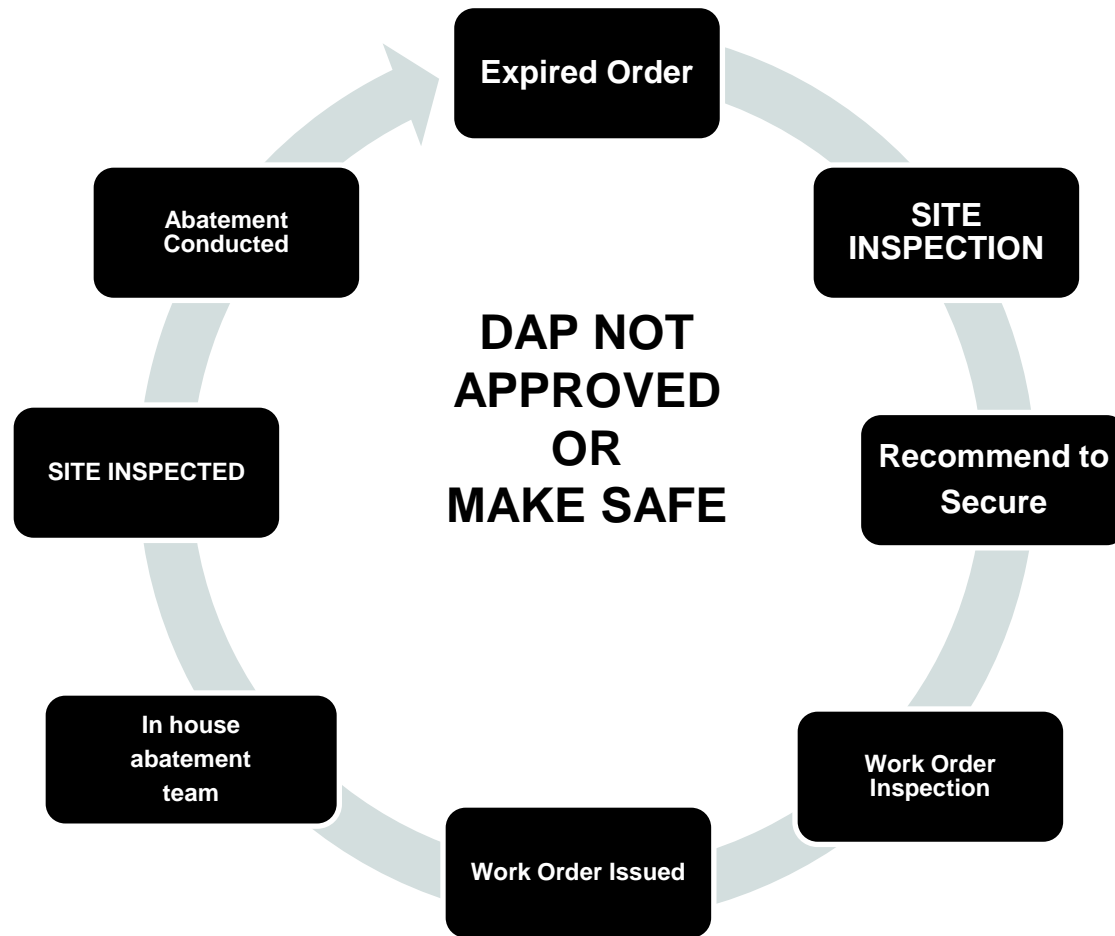 Expired Order
SITE
INSPECTION
Recommend to
Secure
Work Order
Inspection
Work Order Issued
In house
abatement
team
SITE INSPECTED
Abatement
Conducted
DAP NOT
APPROVED
OR
MAKE SAFE